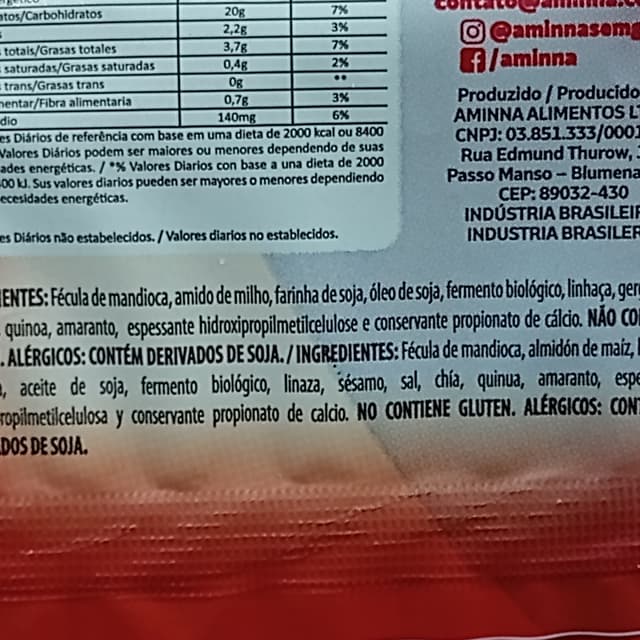 atos/Carbohidratos 20g 7%
2,2g 3%
totais/Grasas totales 3,7g 7%
saturadas/Grasas saturadas 0,4g 2%
trans/Grasas trans 0g **
mentar/Fibra alimentaria 0,7g 3%
dio 140mg 6%
es Diários de referência com base em uma dieta de 2000 kcal ou 8400
Valores Diários podem ser maiores ou menores dependendo de suas
ades energéticas. / *% Valores Diarios con base a una dieta de 2000
00 kJ. Sus valores diarios pueden ser mayores o menores dependiendo
ecesidades energéticas.
es Diários não estabelecidos. / Valores diarios no establecidos.
@aminnasemg
/aminna
Produzido / Producido
AMINNA ALIMENTOS LT
CNPJ: 03.851.333/0001
Rua Edmund Thurow,
Passo Manso – Blumena
CEP: 89032-430
INDÚSTRIA BRASILEIR
INDUSTRIA BRASILER
IENTES: Fécula de mandioca, amido de milho, farinha de soja, óleo de soja, fermento biológico, linhaça, ger
quinoa, amaranto, espessante hidroxipropilmetilcelulose e conservante propionato de cálcio. NÃO CO
. ALÉRGICOS: CONTÉM DERIVADOS DE SOJA. / INGREDIENTES: Fécula de mandioca, almidón de maíz,
, aceite de soja, fermento biológico, linaza, sésamo, sal, chía, quinua, amaranto, espe
ropilmetilcelulosa y conservante propionato de calcio. NO CONTIENE GLUTEN. ALÉRGICOS: CON
DOS DE SOJA.